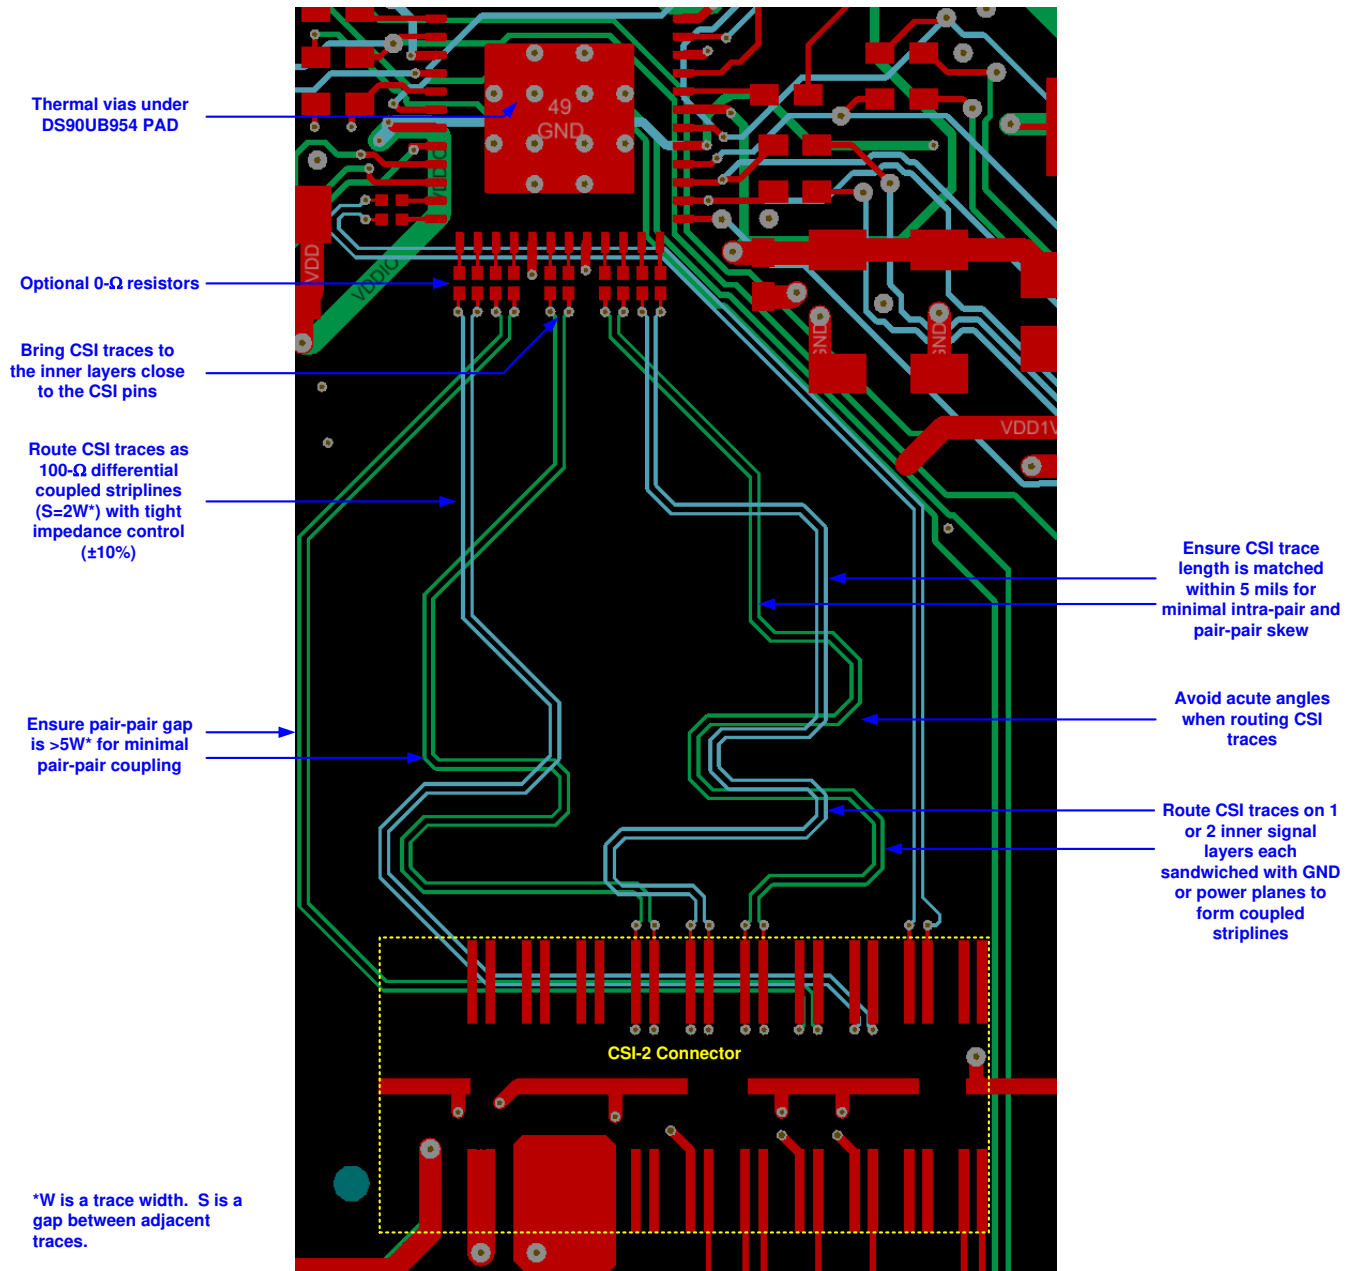 Thermal vias under
DS90UB954 PAD
49
GND
VDDIO
VDD
VDDIO
Optional 0-Ω resistors
Bring CSI traces to
the inner layers close
to the CSI pins
GND
GND
VDD1V
Route CSI traces as
100-Ω differential
coupled striplines
(S=2W*) with tight
impedance control
(±10%)
Ensure CSI trace
length is matched
within 5 mils for
minimal intra-pair and
pair-pair skew
Ensure pair-pair gap
is >5W* for minimal
pair-pair coupling
Avoid acute angles
when routing CSI
traces
Route CSI traces on 1
or 2 inner signal
layers each
sandwiched with GND
or power planes to
form coupled
striplines
CSI-2 Connector
*W is a trace width.  S is a
gap between adjacent
traces.